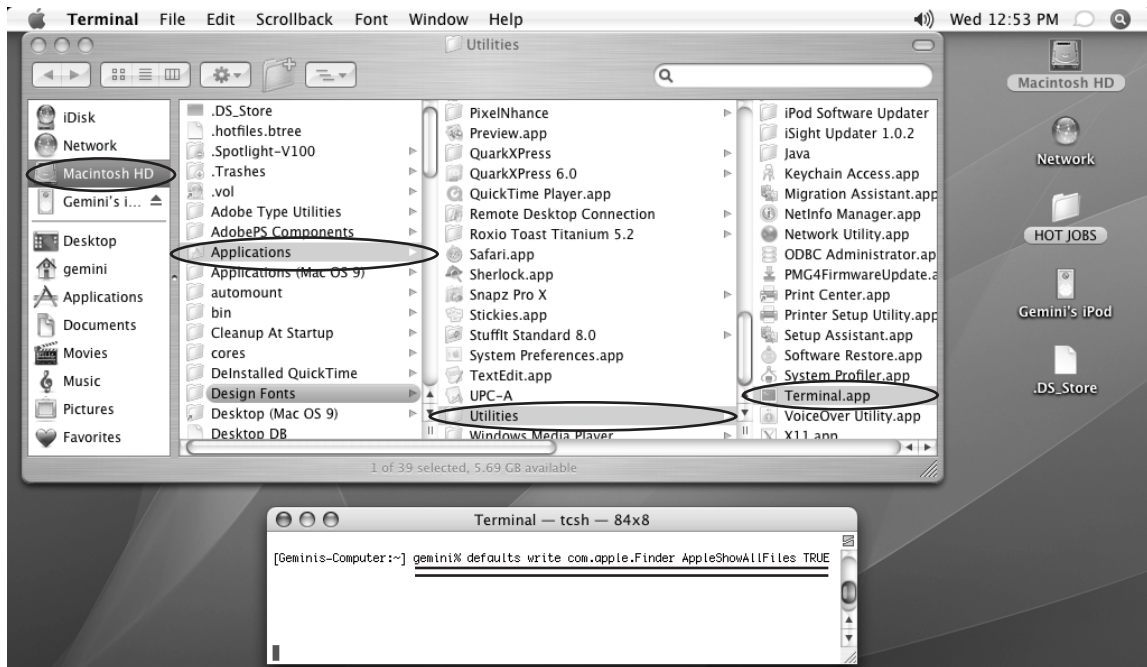 Terminal File Edit Scrollback Font Window Help Wed 12:53 PM
Utilities
iDisk
Network
Macintosh HD
Gemini's i...
Desktop
gemini
Applications
Documents
Movies
Music
Pictures
Favorites
.DS_Store
.hotfiles.btree
.Spotlight-V100
.Trashes
.vol
Adobe Type Utilities
AdobePS Components
Applications
Applications (Mac OS 9)
automount
bin
Cleanup At Startup
cores
DeInstalled QuickTime
Design Fonts
Desktop (Mac OS 9)
Desktop DB
PixelNhance
Preview.app
QuarkXPress
QuarkXPress 6.0
QuickTime Player.app
Remote Desktop Connection
Roxio Toast Titanium 5.2
Safari.app
Sherlock.app
Snapz Pro X
Stickies.app
StuffIt Standard 8.0
System Preferences.app
TextEdit.app
UPC-A
Utilities
Windows Media Player
iPod Software Updater
iSight Updater 1.0.2
Java
Keychain Access.app
Migration Assistant.app
NetInfo Manager.app
Network Utility.app
ODBC Administrator.ap
PMG4FirmwareUpdate.a
Print Center.app
Printer Setup Utility.app
Setup Assistant.app
Software Restore.app
System Profiler.app
Terminal.app
VoiceOver Utility.app
X11.app
1 of 39 selected, 5.69 GB available
Macintosh HD
Network
HOT JOBS
Gemini's iPod
.DS_Store
Terminal — tcsh — 84x8
[Geminis-Computer:~] gemini% defaults write com.apple.Finder AppleShowAllFiles TRUE